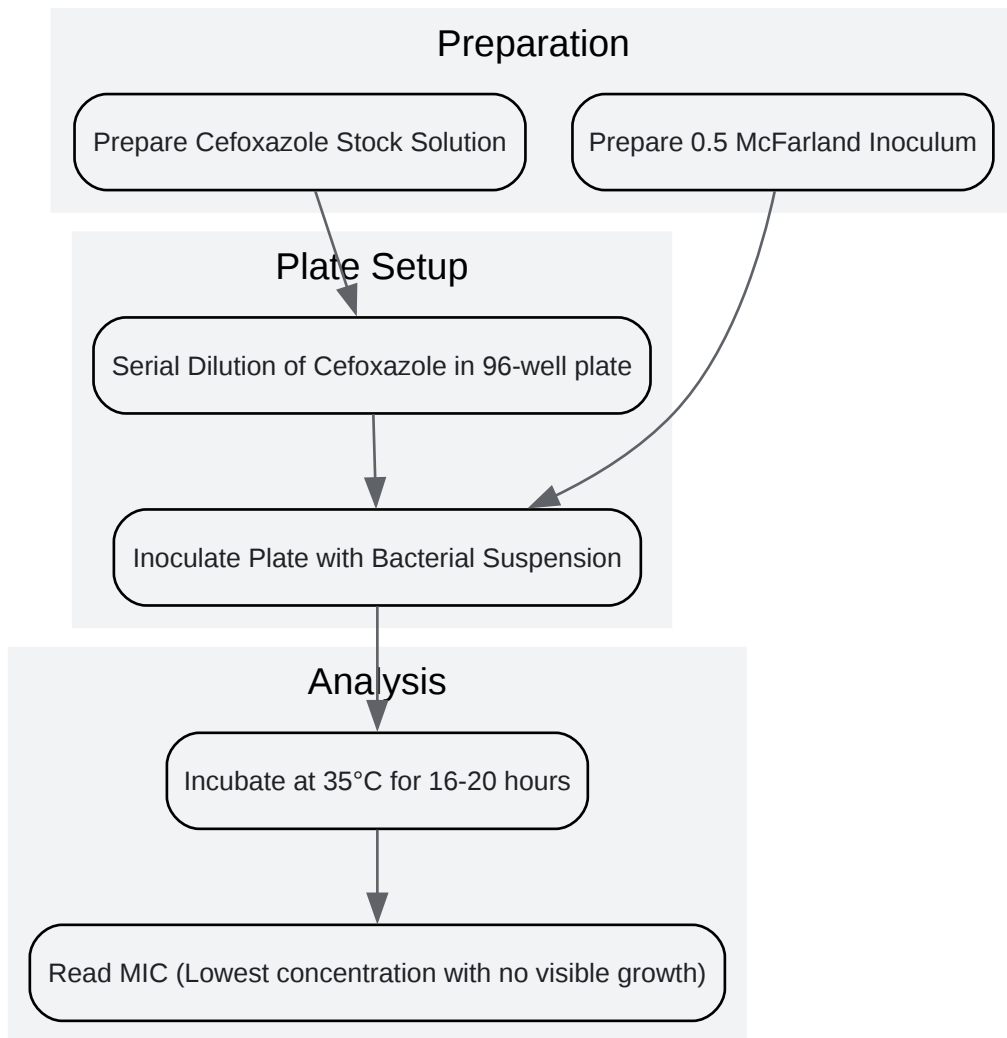 Preparation
Prepare Cefoxazole Stock Solution
Prepare 0.5 McFarland Inoculum
Plate Setup
Serial Dilution of Cefoxazole in 96-well plate
Inoculate Plate with Bacterial Suspension
Analysis
Incubate at 35°C for 16-20 hours
Read MIC (Lowest concentration with no visible growth)